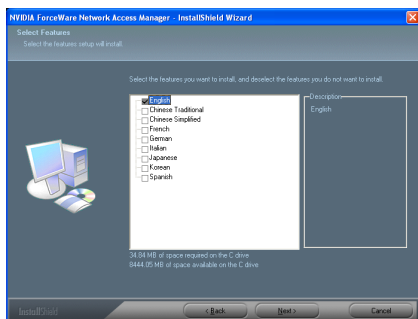 NVIDIA ForceWare Network Access Manager - InstallShield Wizard
Select Features
Select the features setup will install.
Select the features you want to install, and deselect the features you do not want to install.
English
Chinese Traditional
Chinese Simplified
French
German
Italian
Japanese
Korean
Spanish
Description
English
34.84 MB of space required on the C drive
9444.05 MB of space available on the C drive
InstallShield
< Back
Next >
Cancel